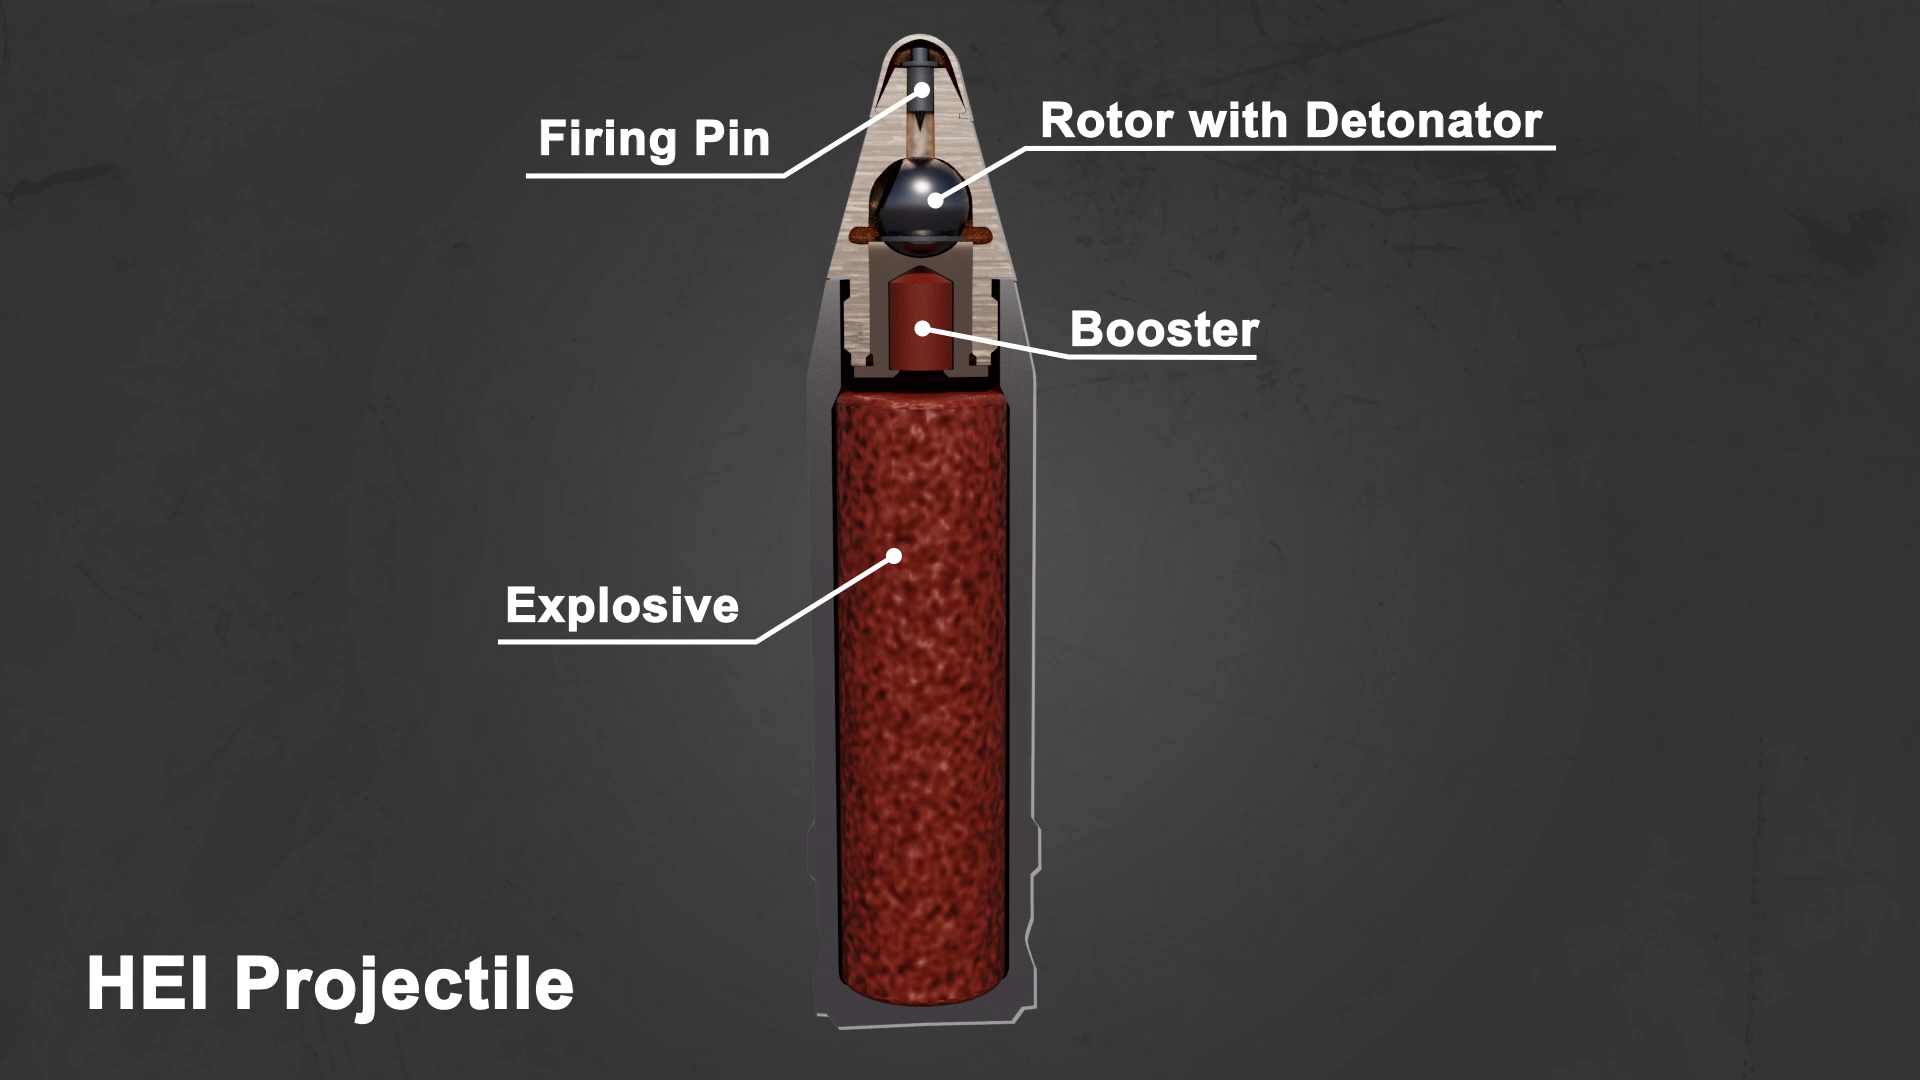 Firing Pin
Rotor with Detonator
Booster
Explosive
HEI Projectile